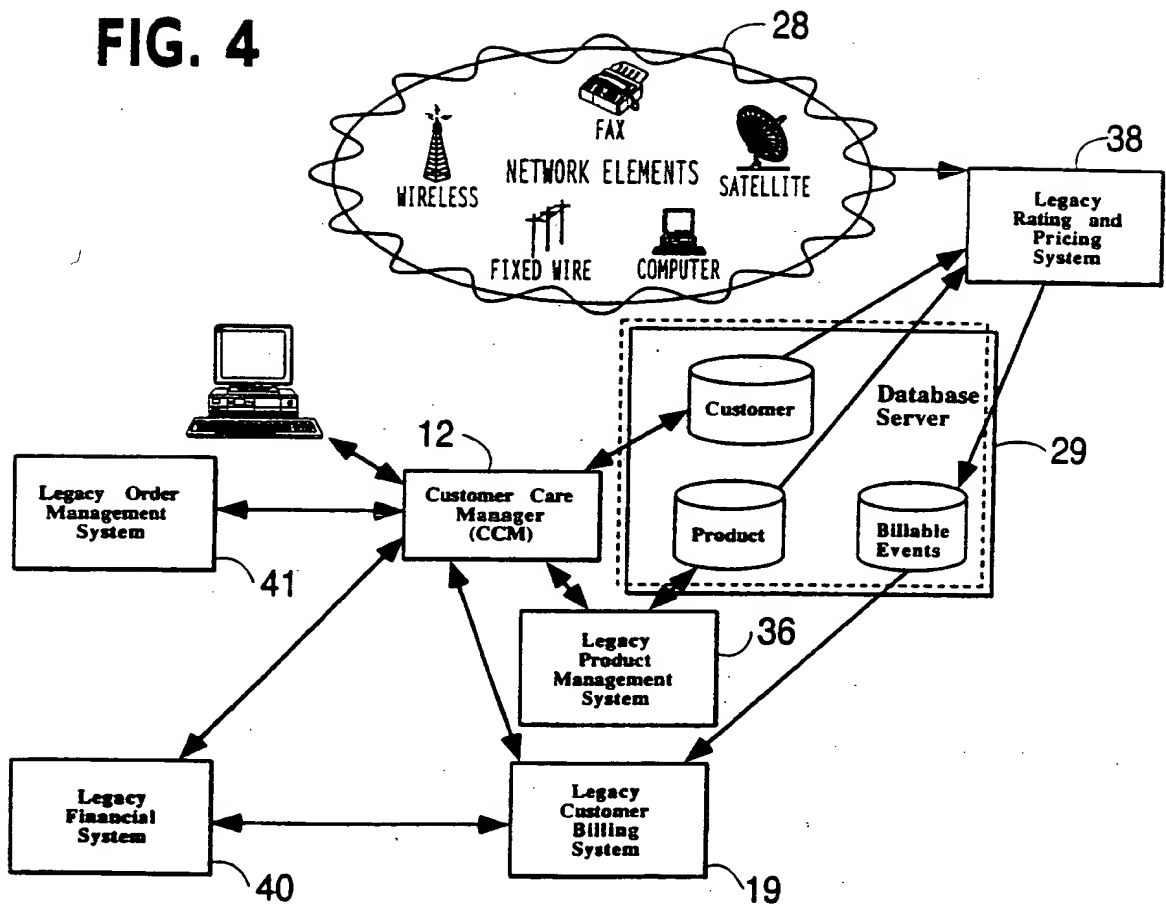 FIG. 4
28
FAX
WIRELESS
NETWORK ELEMENTS
SATELLITE
FIXED WIRE
COMPUTER
38
Legacy
Rating and
Pricing
System
Customer
Database
Server
29
12
Customer Care
Manager
(CCM)
Legacy Order
Management
System
41
Product
Billable
Events
Legacy
Product
Management
System
36
Legacy
Financial
System
40
Legacy
Customer
Billing
System
19